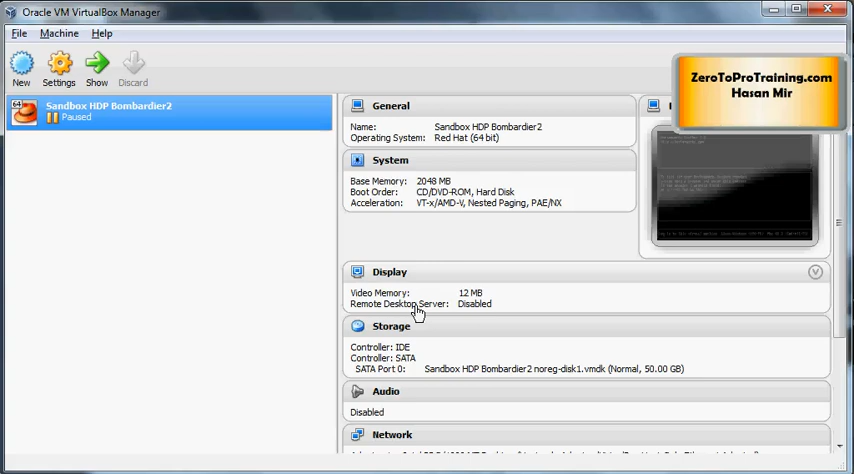 Oracle VM VirtualBox Manager
File Machine Help
New Settings Show Discard
ZeroToProTraining.com
Hasan Mir
64
Sandbox HDP Bombardier2
Paused
General
Name: Sandbox HDP Bombardier2
Operating System: Red Hat (64 bit)
System
Base Memory: 2048 MB
Boot Order: CD/DVD-ROM, Hard Disk
Acceleration: VT-x/AMD-V, Nested Paging, PAE/NX
Display
Video Memory: 12 MB
Remote Desktop Server: Disabled
Storage
Controller: IDE
Controller: SATA
SATA Port 0: Sandbox HDP Bombardier2 noreg-disk1.vmdk (Normal, 50.00 GB)
Audio
Disabled
Network